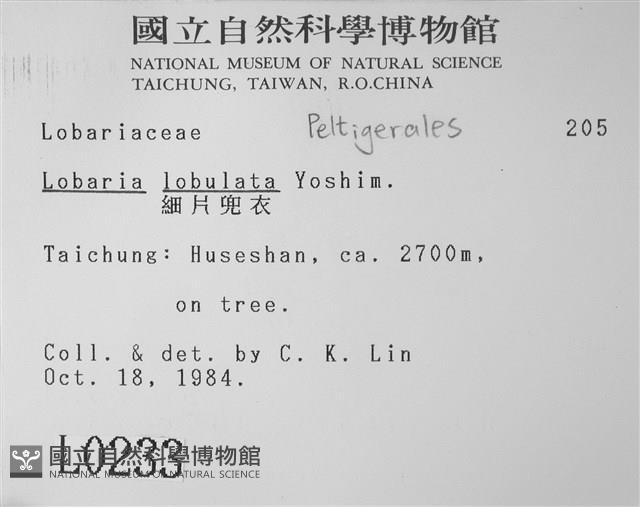 國立自然科學博物館
NATIONAL MUSEUM OF NATURAL SCIENCE
TAICHUNG, TAIWAN, R.O.CHINA
Lobariaceae Peltigerales 205
Lobaria lobulata Yoshim.
細片兜衣
Taichung: Huseshan, ca. 2700m,
on tree.
Coll. & det. by C. K. Lin
Oct. 18, 1984.
L0233
國立自然科學博物館
NATIONAL MUSEUM OF NATURAL SCIENCE